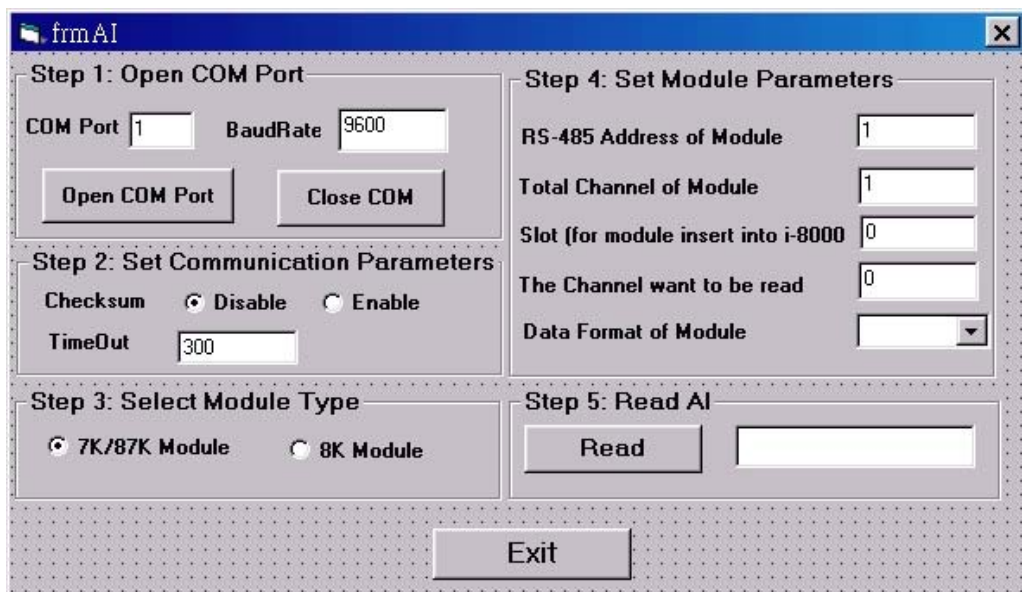 frmAI
Step 1: Open COM Port
COM Port 1 BaudRate 9600
Open COM Port Close COM
Step 2: Set Communication Parameters
Checksum Disable Enable
TimeOut 300
Step 3: Select Module Type
7K/87K Module 8K Module
Step 4: Set Module Parameters
RS-485 Address of Module 1
Total Channel of Module 1
Slot (for module insert into i-8000 0
The Channel want to be read 0
Data Format of Module
Step 5: Read AI
Read
Exit